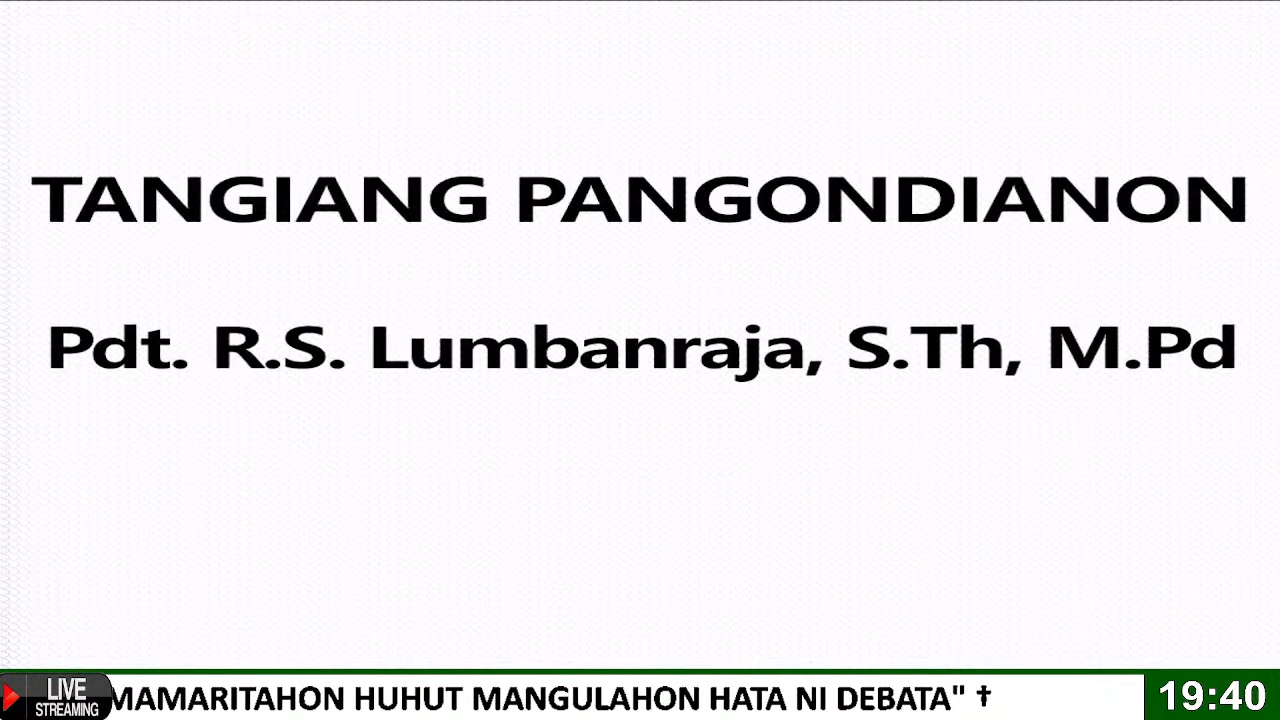 TANGIANG PANGONDIANON
Pdt. R.S. Lumbanraja, S.Th, M.Pd
LIVE
STREAMING
MAMARITAHON HUHUT MANGULAHON HATA NI DEBATA" ✝
19:40